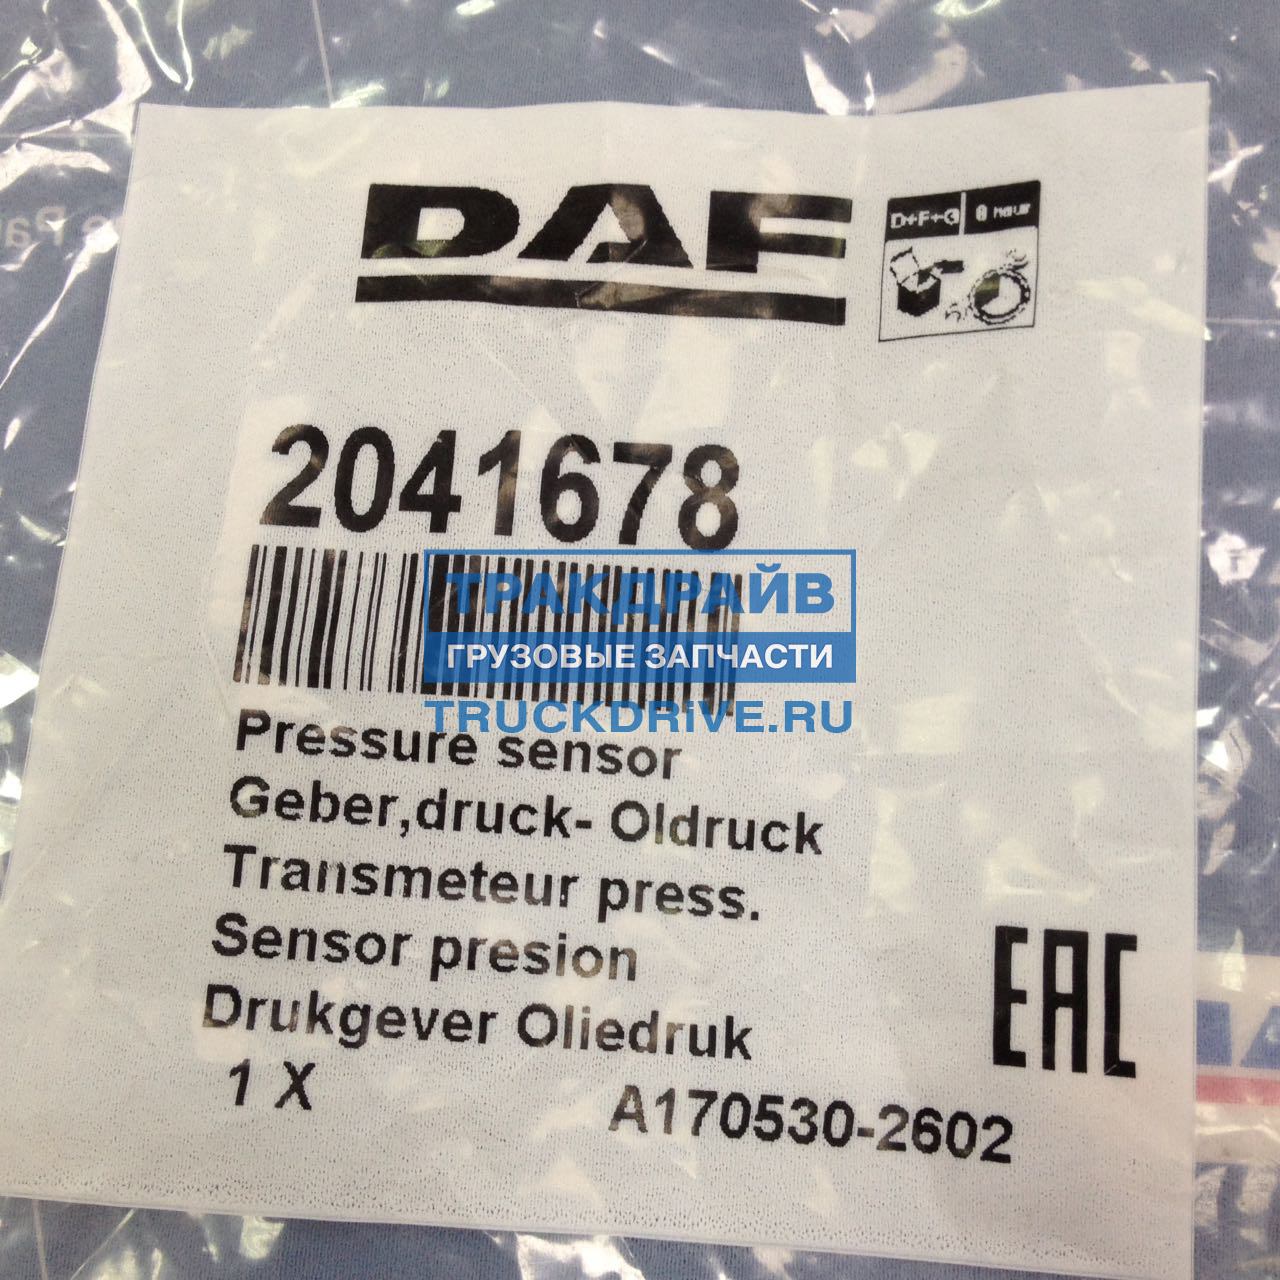 DAF
D+F+G
2041678
ТРАКДРАЙВ
ГРУЗОВЫЕ ЗАПЧАСТИ
TRUCKDRiVE.RU
Pressure sensor
Geber,druck- Oldruck
Transmeteur press.
Sensor presion
Drukgever Oliedruk
1 X
A170530-2602
EAC